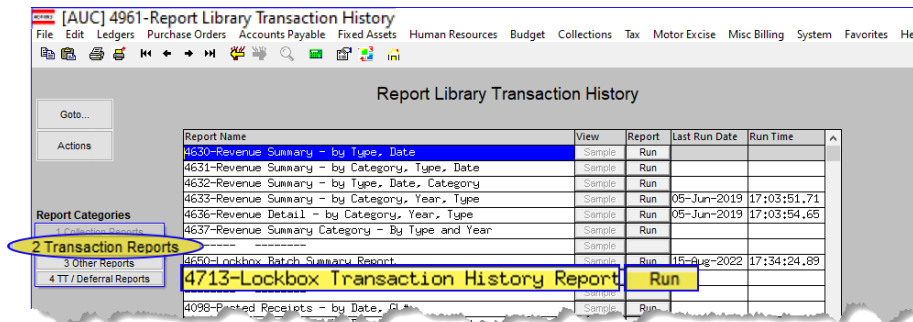 [AUC] 4961-Report Library Transaction History
File Edit Ledgers Purchase Orders Accounts Payable Fixed Assets Human Resources Budget Collections Tax Motor Excise Misc Billing System Favorites He
Report Library Transaction History
Goto...
Actions
Report Name View Report Last Run Date Run Time
4630-Revenue Summary - by Type, Date Sample Run
4631-Revenue Summary - by Category, Type, Date Sample Run
4632-Revenue Summary - by Type, Date, Category Sample Run
4633-Revenue Summary - by Category, Year, Type Sample Run 05-Jun-2019 17:03:51.71
Report Categories
4636-Revenue Detail - by Category, Year, Type Sample Run 05-Jun-2019 17:03:54.65
1 Collection Reports
4637-Revenue Summary Category - By Type and Year Sample Run
2 Transaction Reports
-------- Sample
3 Other Reports
4650-Lockbox Batch Summary Report Sample Run 15-Aug-2022 17:34:24.89
4 TT / Deferral Reports
4713-Lockbox Transaction History Report Run
Sample
4098-Posted Receipts - by Date, GL Sample Run